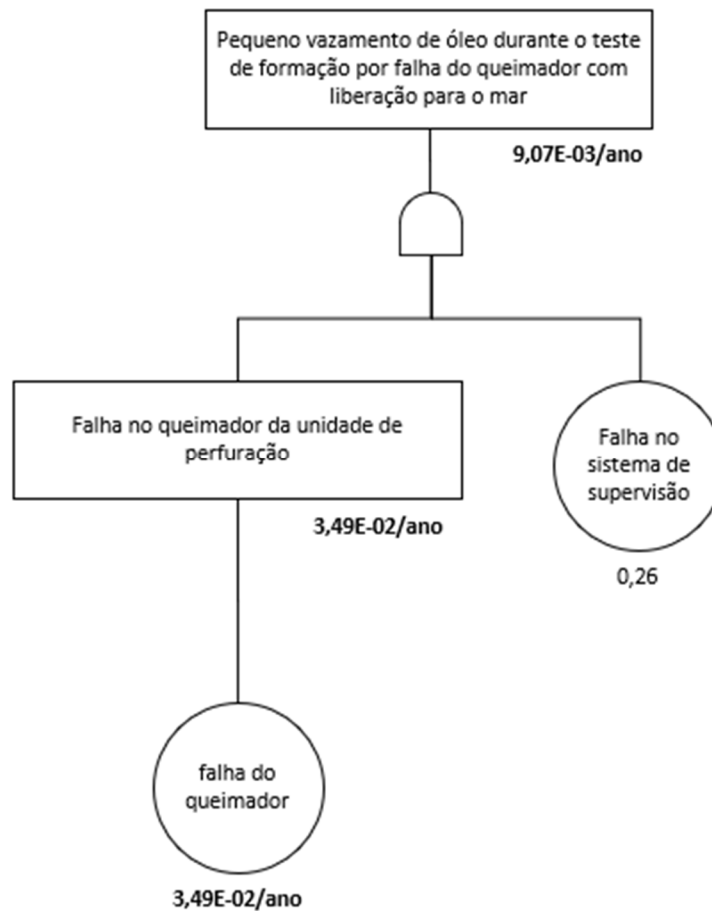 Pequeno vazamento de óleo durante o teste
de formação por falha do queimador com
liberação para o mar
9,07E-03/ano
Falha no queimador da unidade de
perfuração
3,49E-02/ano
Falha no
sistema de
supervisão
0,26
falha do
queimador
3,49E-02/ano